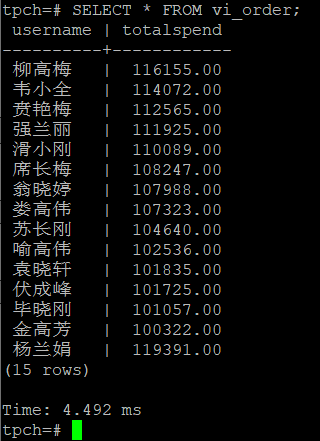 tpch=# SELECT * FROM vi_order;
username | totalspend
----------+------------
柳高梅 | 116155.00
韦小全 | 114072.00
贲艳梅 | 112565.00
强兰丽 | 111925.00
滑小刚 | 110089.00
席长梅 | 108247.00
翁晓婷 | 107988.00
娄高伟 | 107323.00
苏长刚 | 104640.00
喻高伟 | 102536.00
袁晓轩 | 101835.00
伏成峰 | 101725.00
毕晓刚 | 101057.00
金高芳 | 100322.00
杨兰娟 | 119391.00
(15 rows)
Time: 4.492 ms
tpch=#